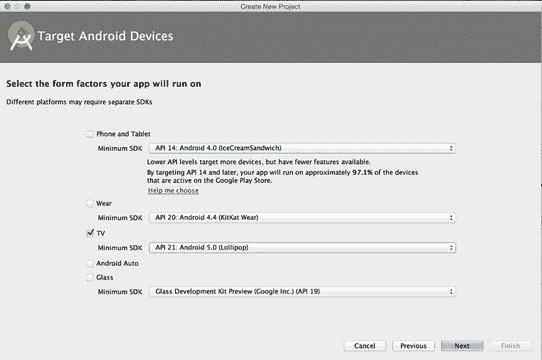 Create New Project
Target Android Devices
Select the form factors your app will run on
Different platforms may require separate SDKs
Phone and Tablet
Minimum SDK API 14: Android 4.0 (IceCreamSandwich)
Lower API levels target more devices, but have fewer features available.
By targeting API 14 and later, your app will run on approximately 97.1% of the devices
that are active on the Google Play Store.
Help me choose
Wear
Minimum SDK API 20: Android 4.4 (KitKat Wear)
TV
Minimum SDK API 21: Android 5.0 (Lollipop)
Android Auto
Glass
Minimum SDK Glass Development Kit Preview (Google Inc.) (API 19)
Cancel Previous Next Finish